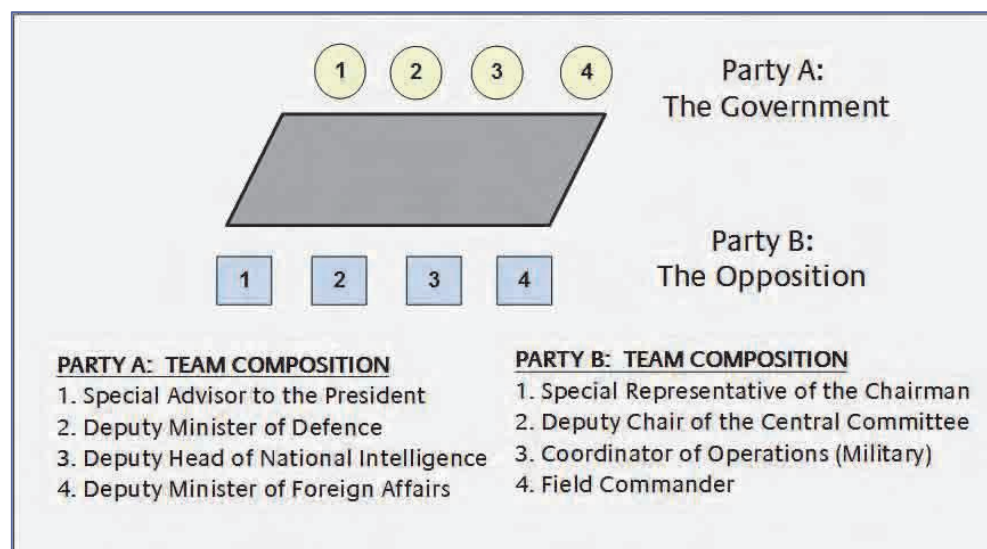 1 2 3 4
Party A:
The Government
Party B:
The Opposition
1 2 3 4
PARTY A: TEAM COMPOSITION
1. Special Advisor to the President
2. Deputy Minister of Defence
3. Deputy Head of National Intelligence
4. Deputy Minister of Foreign Affairs
PARTY B: TEAM COMPOSITION
1. Special Representative of the Chairman
2. Deputy Chair of the Central Committee
3. Coordinator of Operations (Military)
4. Field Commander